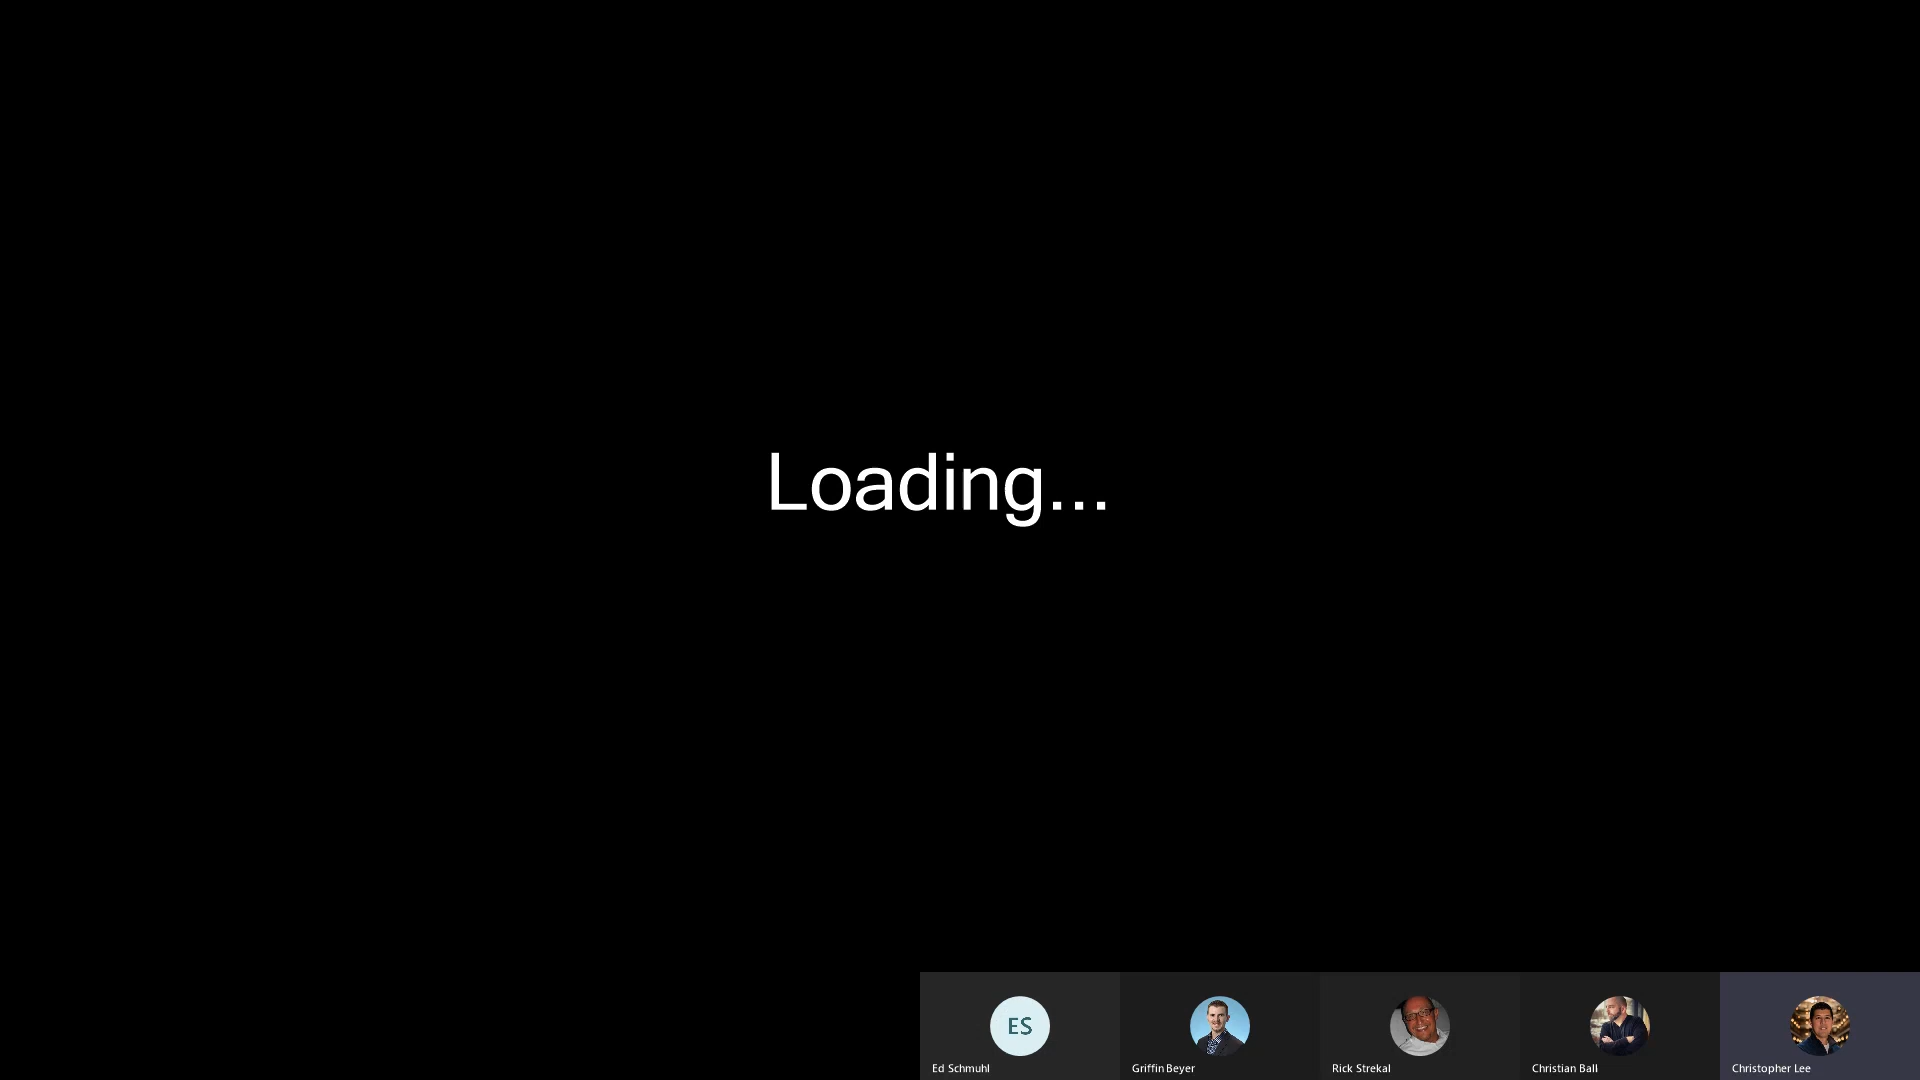 Loading...
ES
Ed Schmuhl
Griffin Beyer
Rick Strekal
Christian Ball
Christopher Lee